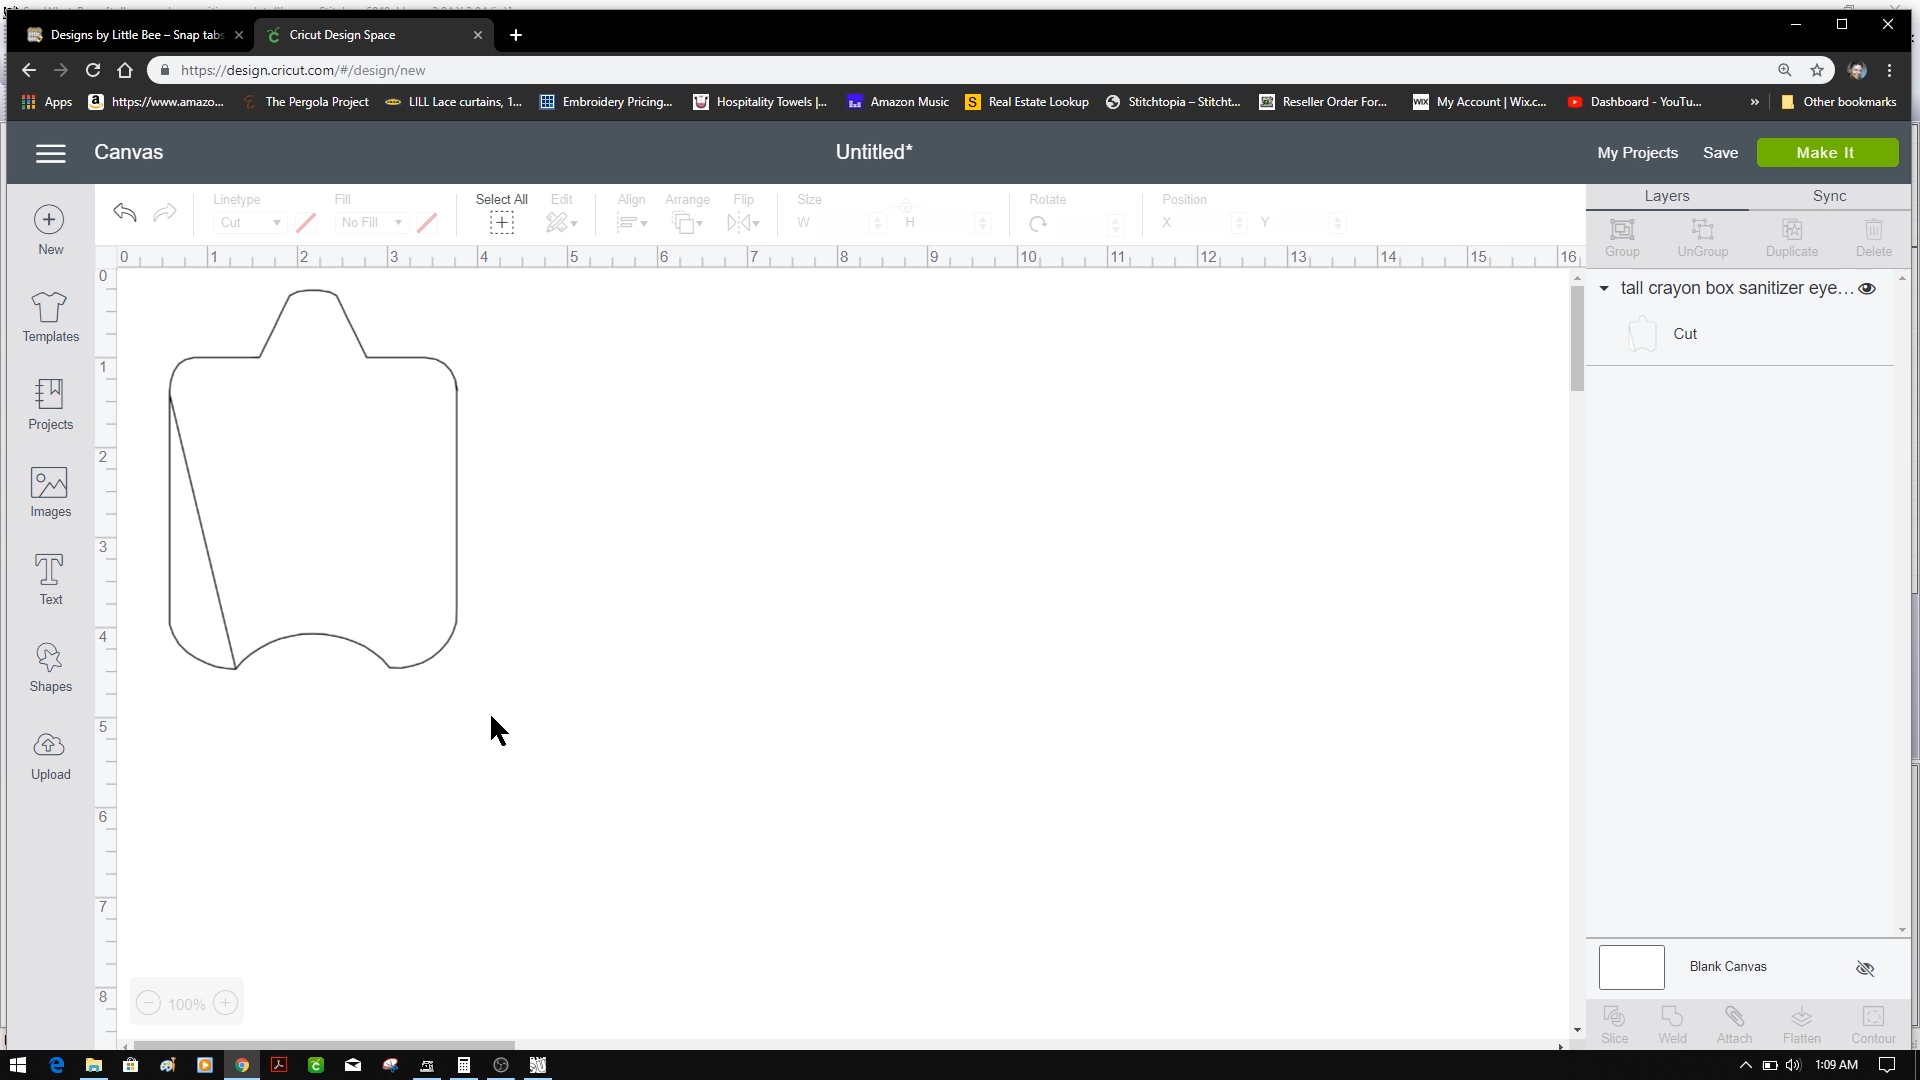 Designs by Little Bee – Snap tabs
Cricut Design Space
https://design.cricut.com/#/design/new
Apps
https://www.amazo...
The Pergola Project
LILL Lace curtains, 1...
Embroidery Pricing...
Hospitality Towels |...
Amazon Music
Real Estate Lookup
Stitchtopia – Stitcht...
Reseller Order For...
My Account | Wix.c...
Dashboard - YouTu...
»
Other bookmarks
Canvas
Untitled*
My Projects
Save
Make It
Linetype
Fill
Select All
Edit
Align
Arrange
Flip
Size
Rotate
Position
Cut
No Fill
W
H
X
Y
Layers
Sync
Group
UnGroup
Duplicate
Delete
0 1 2 3 4 5 6 7 8 9 10 11 12 13 14 15 16
0
1
2
3
4
5
6
7
8
New
Templates
Projects
Images
Text
Shapes
Upload
tall crayon box sanitizer eye...
Cut
100%
Blank Canvas
Slice
Weld
Attach
Flatten
Contour
1:09 AM